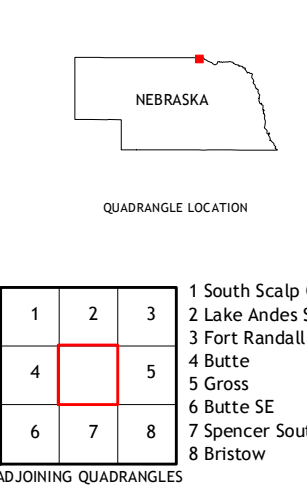 NEBRASKA
QUADRANGLE LOCATION
1 2 3
4 5
6 7 8
ADJOINING QUADRANGLES
1 South Scalp
2 Lake Andes
3 Fort Randall
4 Butte
5 Gross
6 Butte SE
7 Spencer
8 Bristow